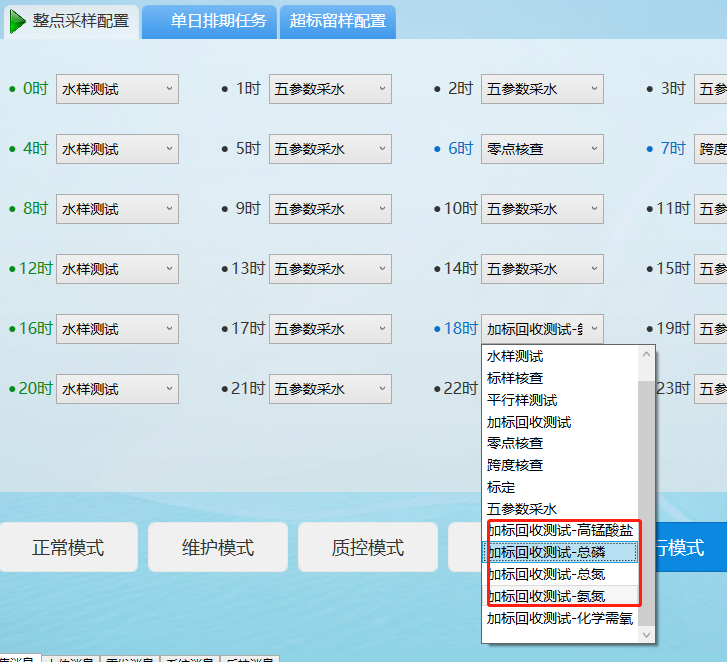 整点采样配置 单日排期任务 超标留样配置
0时 水样测试 1时 五参数采水 2时 五参数采水 3时 五参
4时 水样测试 5时 五参数采水 6时 零点核查 7时 跨度
8时 水样测试 9时 五参数采水 10时 五参数采水 11时 五参
12时 水样测试 13时 五参数采水 14时 五参数采水 15时 五参
16时 水样测试 17时 五参数采水 18时 加标回收测试- 19时 五参
20时 水样测试 21时 五参数采水 22时 23时 五参
水样测试
标样核查
平行样测试
加标回收测试
零点核查
跨度核查
标定
五参数采水
加标回收测试-高锰酸盐
加标回收测试-总磷
加标回收测试-总氮
加标回收测试-氨氮
加标回收测试-化学需氧
正常模式 维护模式 质控模式 行模式